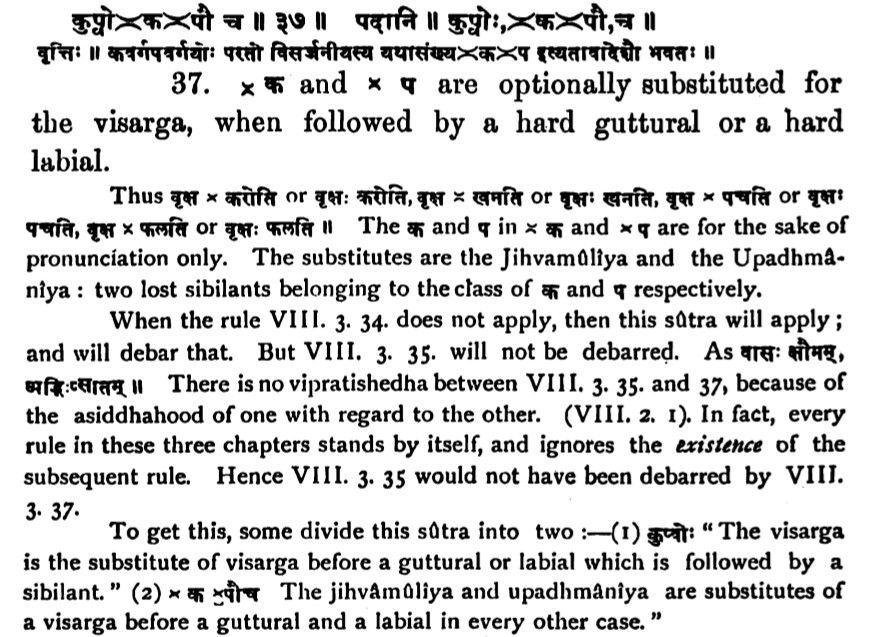 कुप्वो≍क≍पौ च ॥ ३७ ॥ पदानि ॥ कुप्वोः,≍क≍पौ,च ॥
वृत्तिः ॥ कवर्गपवर्गयोः परतो विसर्जनीयस्य यथासंख्य≍क≍प इत्यतावादेशौ भवतः ॥
37. × क and × प are optionally substituted for
the visarga, when followed by a hard guttural or a hard
labial.
Thus वृक्ष × करोति or वृक्षः करोति, वृक्ष × खनति or वृक्षः खनति, वृक्ष × पचति or वृक्षः
पचति, वृक्ष × फलति or वृक्षः फलति ॥ The क and प in × क and × प are for the sake of
pronunciation only. The substitutes are the Jihvamûlîya and the Upadhmâ-
nîya : two lost sibilants belonging to the class of क and प respectively.
When the rule VIII. 3. 34. does not apply, then this sûtra will apply ;
and will debar that. But VIII. 3. 35. will not be debarred. As वासः क्षौमम्,
अद्भिःप्सातम् ॥ There is no vipratishedha between VIII. 3. 35. and 37, because of
the asiddhahood of one with regard to the other. (VIII. 2. 1). In fact, every
rule in these three chapters stands by itself, and ignores the existence of the
subsequent rule. Hence VIII. 3. 35 would not have been debarred by VIII.
3. 37.
To get this, some divide this sûtra into two :—(1) कुप्वोः “ The visarga
is the substitute of visarga before a guttural or labial which is followed by a
sibilant. ” (2) × क ×पौच The jihvâmûlîya and upadhmânîya are substitutes of
a visarga before a guttural and a labial in every other case. ”